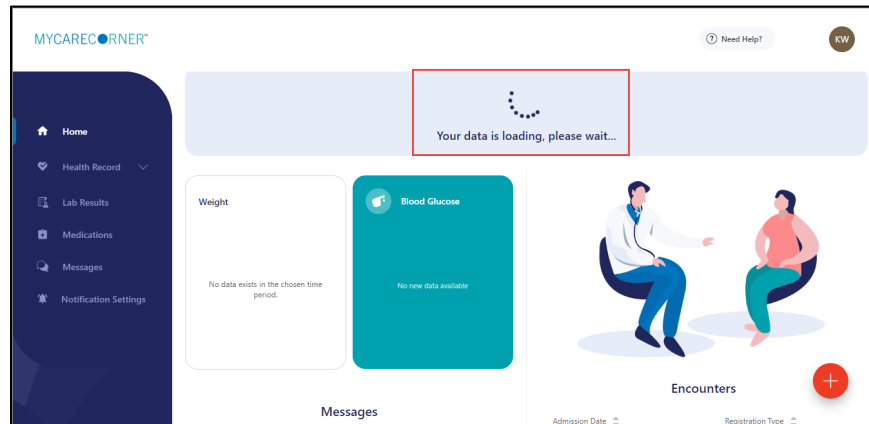 MYCARECORNER™
Need Help?
KW
Your data is loading, please wait...
Home
Health Record
Lab Results
Medications
Messages
Notification Settings
Weight
No data exists in the chosen time
period.
Blood Glucose
No new data available
Messages
Encounters
Admission Date
Registration Type